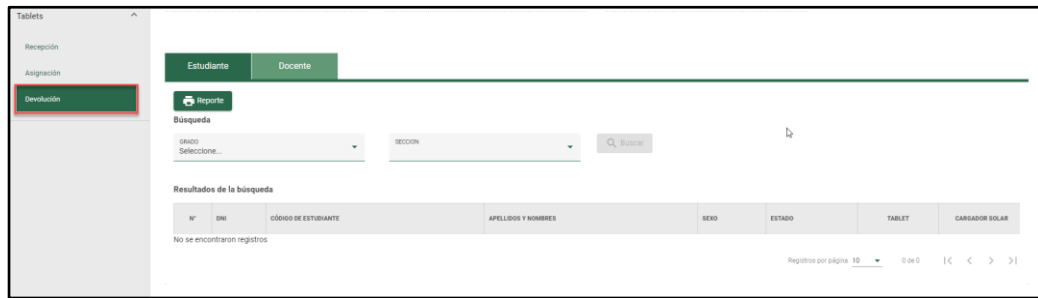 Tablets
Recepción
Asignación
Devolución
Estudiante Docente
Reporte
Búsqueda
GRADO
Seleccione...
SECCION
Buscar
Resultados de la búsqueda
N° DNI CÓDIGO DE ESTUDIANTE APELLIDOS Y NOMBRES SEXO ESTADO TABLET CARGADOR SOLAR
No se encontraron registros
Registros por página 10 0 de 0